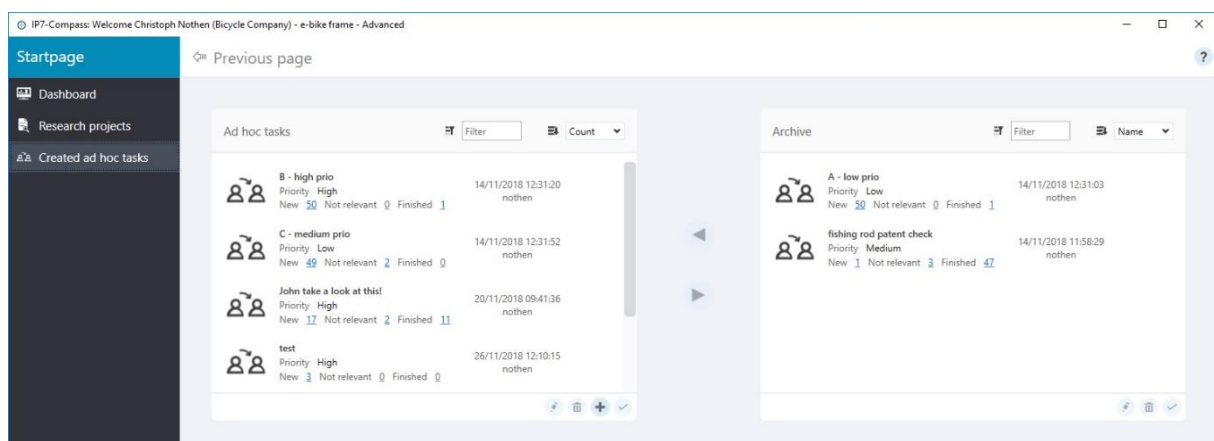 IP7-Compass: Welcome Christoph Nothen (Bicycle Company) - e-bike frame - Advanced
Startpage
Previous page
?
Dashboard
Research projects
Created ad hoc tasks
Ad hoc tasks
Filter
Count
B - high prio
Priority High
New 50 Not relevant 0 Finished 1
14/11/2018 12:31:20
nothen
C - medium prio
Priority Low
New 49 Not relevant 2 Finished 0
14/11/2018 12:31:52
nothen
John take a look at this!
Priority High
New 17 Not relevant 2 Finished 11
20/11/2018 09:41:36
nothen
test
Priority High
New 3 Not relevant 0 Finished 0
26/11/2018 12:10:15
nothen
Archive
Filter
Name
A - low prio
Priority Low
New 50 Not relevant 0 Finished 1
14/11/2018 12:31:03
nothen
fishing rod patent check
Priority Medium
New 1 Not relevant 3 Finished 47
14/11/2018 11:58:29
nothen